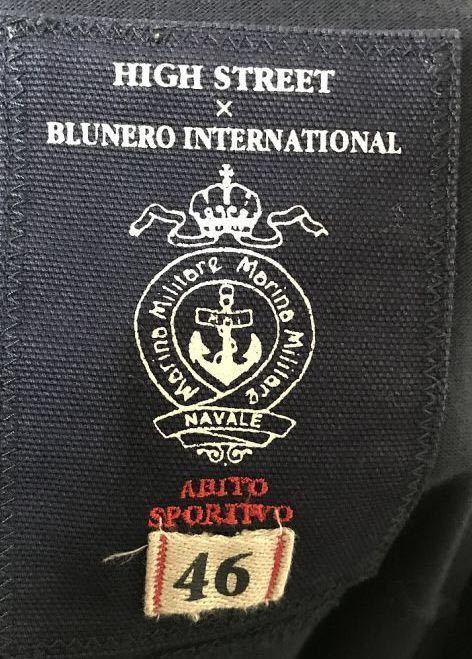 HIGH STREET
×
BLUNERO INTERNATIONAL
Marina Militare Marina Militare
M M I
NAVALE
ABITO
SPORTIVO
46